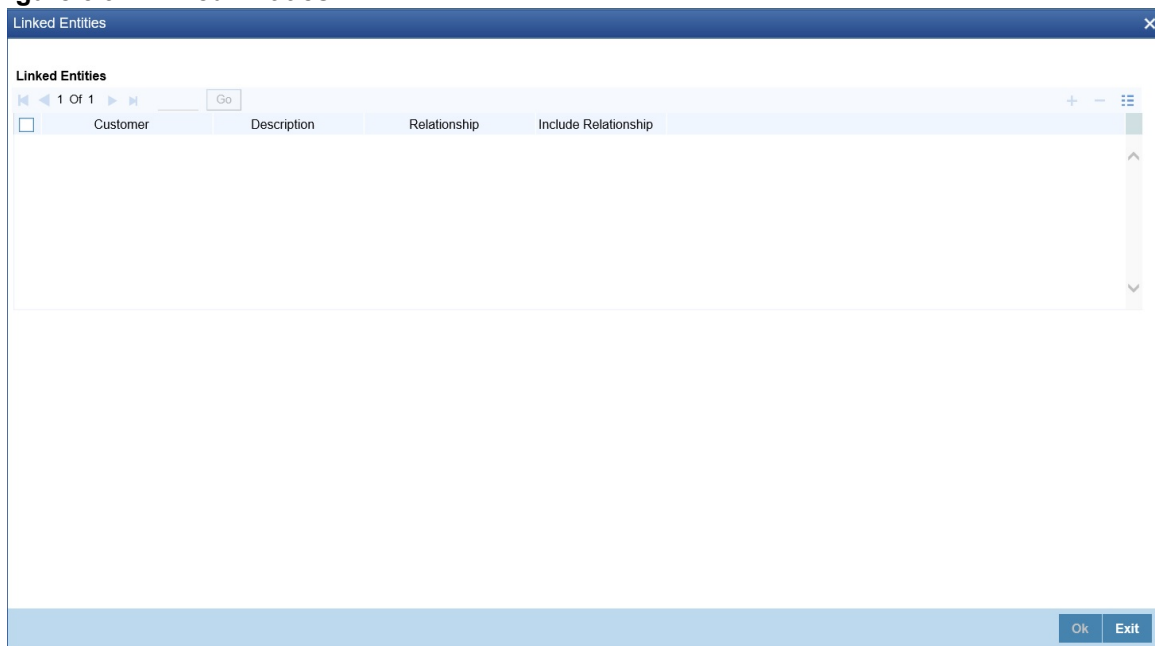 Linked Entities
Linked Entities
1 Of 1 Go
Customer Description Relationship Include Relationship
Ok Exit